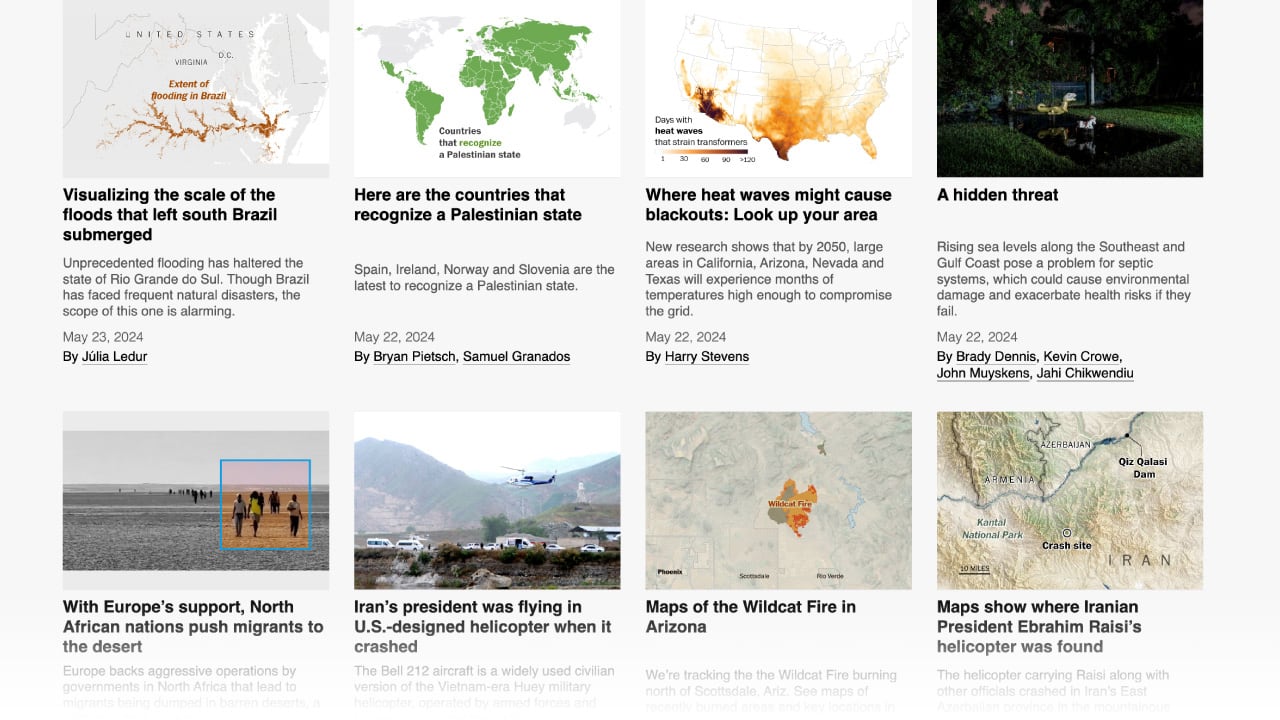 UNITED STATES
D.C.
VIRGINIA
Extent of
flooding in Brazil
Visualizing the scale of the
floods that left south Brazil
submerged
Unprecedented flooding has haltered the
state of Rio Grande do Sul. Though Brazil
has faced frequent natural disasters, the
scope of this one is alarming.
May 23, 2024
By Júlia Ledur
Countries
that recognize
a Palestinian state
Here are the countries that
recognize a Palestinian state
Spain, Ireland, Norway and Slovenia are the
latest to recognize a Palestinian state.
May 22, 2024
By Bryan Pietsch, Samuel Granados
Days with
heat waves
that strain transformers
1 30 60 90 >120
Where heat waves might cause
blackouts: Look up your area
New research shows that by 2050, large
areas in California, Arizona, Nevada and
Texas will experience months of
temperatures high enough to compromise
the grid.
May 22, 2024
By Harry Stevens
A hidden threat
Rising sea levels along the Southeast and
Gulf Coast pose a problem for septic
systems, which could cause environmental
damage and exacerbate health risks if they
fail.
May 22, 2024
By Brady Dennis, Kevin Crowe,
John Muyskens, Jahi Chikwendiu
With Europe's support, North
African nations push migrants to
the desert
Europe backs aggressive operations by
governments in North Africa that lead to
migrants being dumped in barren deserts, a
Iran's president was flying in
U.S.-designed helicopter when it
crashed
The Bell 212 aircraft is a widely used civilian
version of the Vietnam-era Huey military
helicopter, operated by armed forces and
Wildcat Fire
Phoenix
Scottsdale
Rio Verde
Maps of the Wildcat Fire in
Arizona
We're tracking the the Wildcat Fire burning
north of Scottsdale, Ariz. See maps of
recently burned areas and key locations in
AZERBAIJAN
Qiz Qalasi
Dam
ARMENIA
Kantal
National Park
Crash site
IRAN
10 MILES
Maps show where Iranian
President Ebrahim Raisi's
helicopter was found
The helicopter carrying Raisi along with
other officials crashed in Iran's East
Azerbaijan province in the mountainous